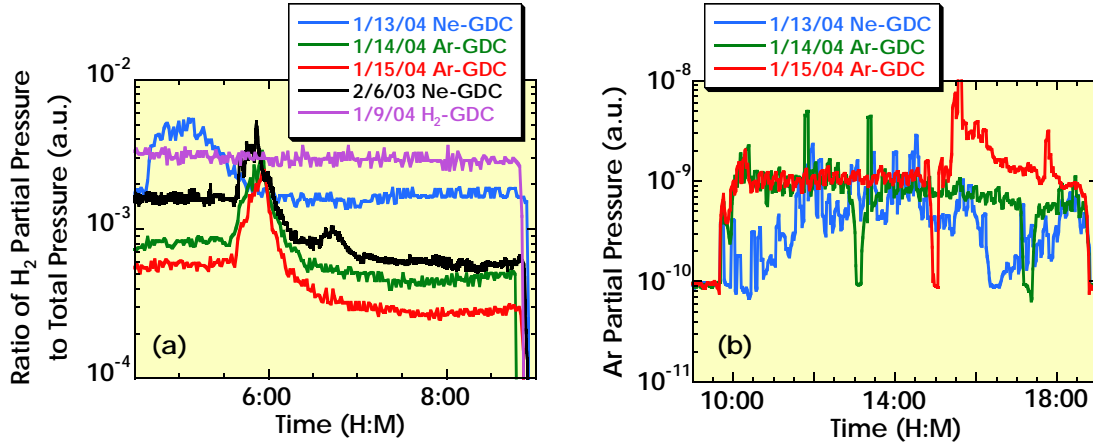 1/13/04 Ne-GDC
1/14/04 Ar-GDC
1/15/04 Ar-GDC
2/6/03 Ne-GDC
1/9/04 H2-GDC
Ratio of H2 Partial Pressure
to Total Pressure (a.u.)
10-2
10-3
10-4
(a)
6:00
8:00
Time (H:M)
1/13/04 Ne-GDC
1/14/04 Ar-GDC
1/15/04 Ar-GDC
Ar Partial Pressure (a.u.)
10-8
10-9
10-10
10-11
(b)
10:00
14:00
18:00
Time (H:M)